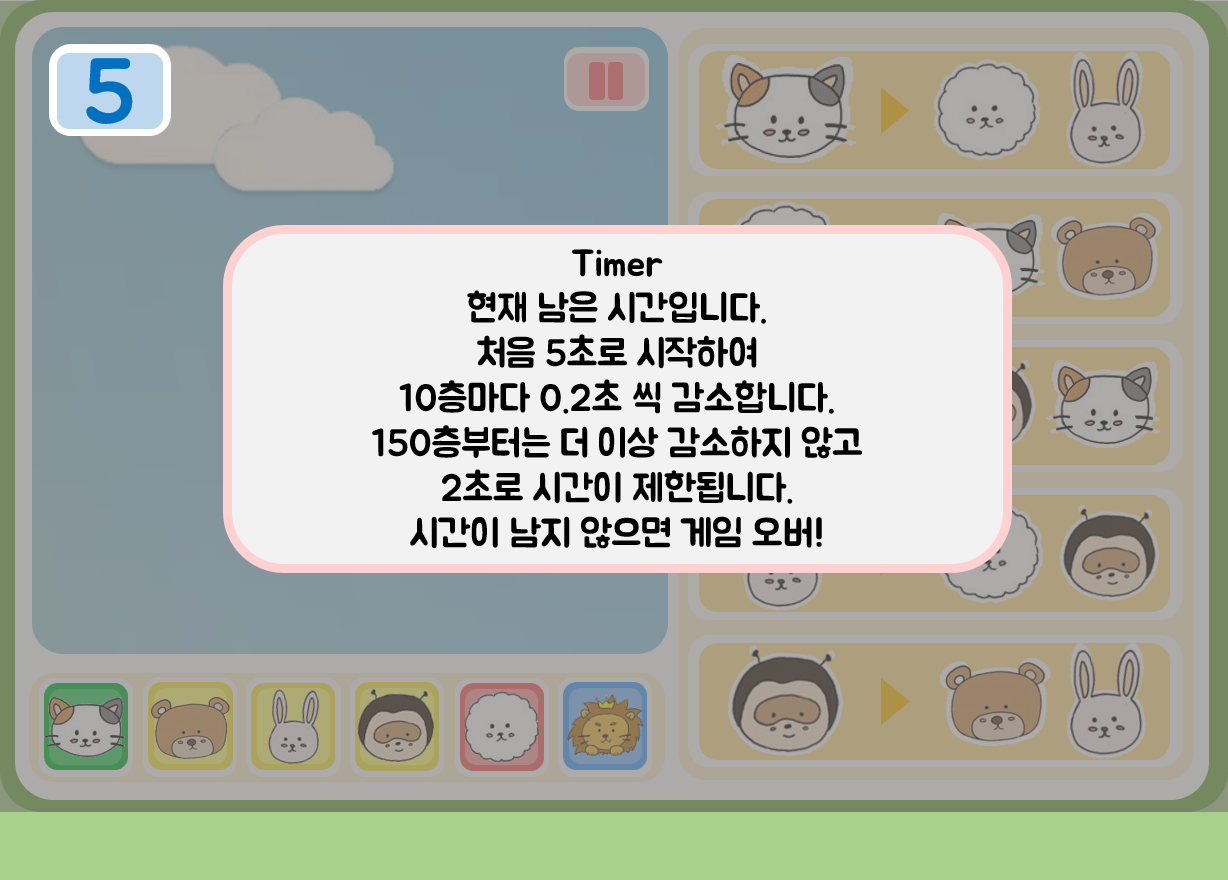 5
Timer
현재 남은 시간입니다.
처음 5초로 시작하여
10층마다 0.2초 씩 감소합니다.
150층부터는 더 이상 감소하지 않고
2초로 시간이 제한됩니다.
시간이 남지 않으면 게임 오버!